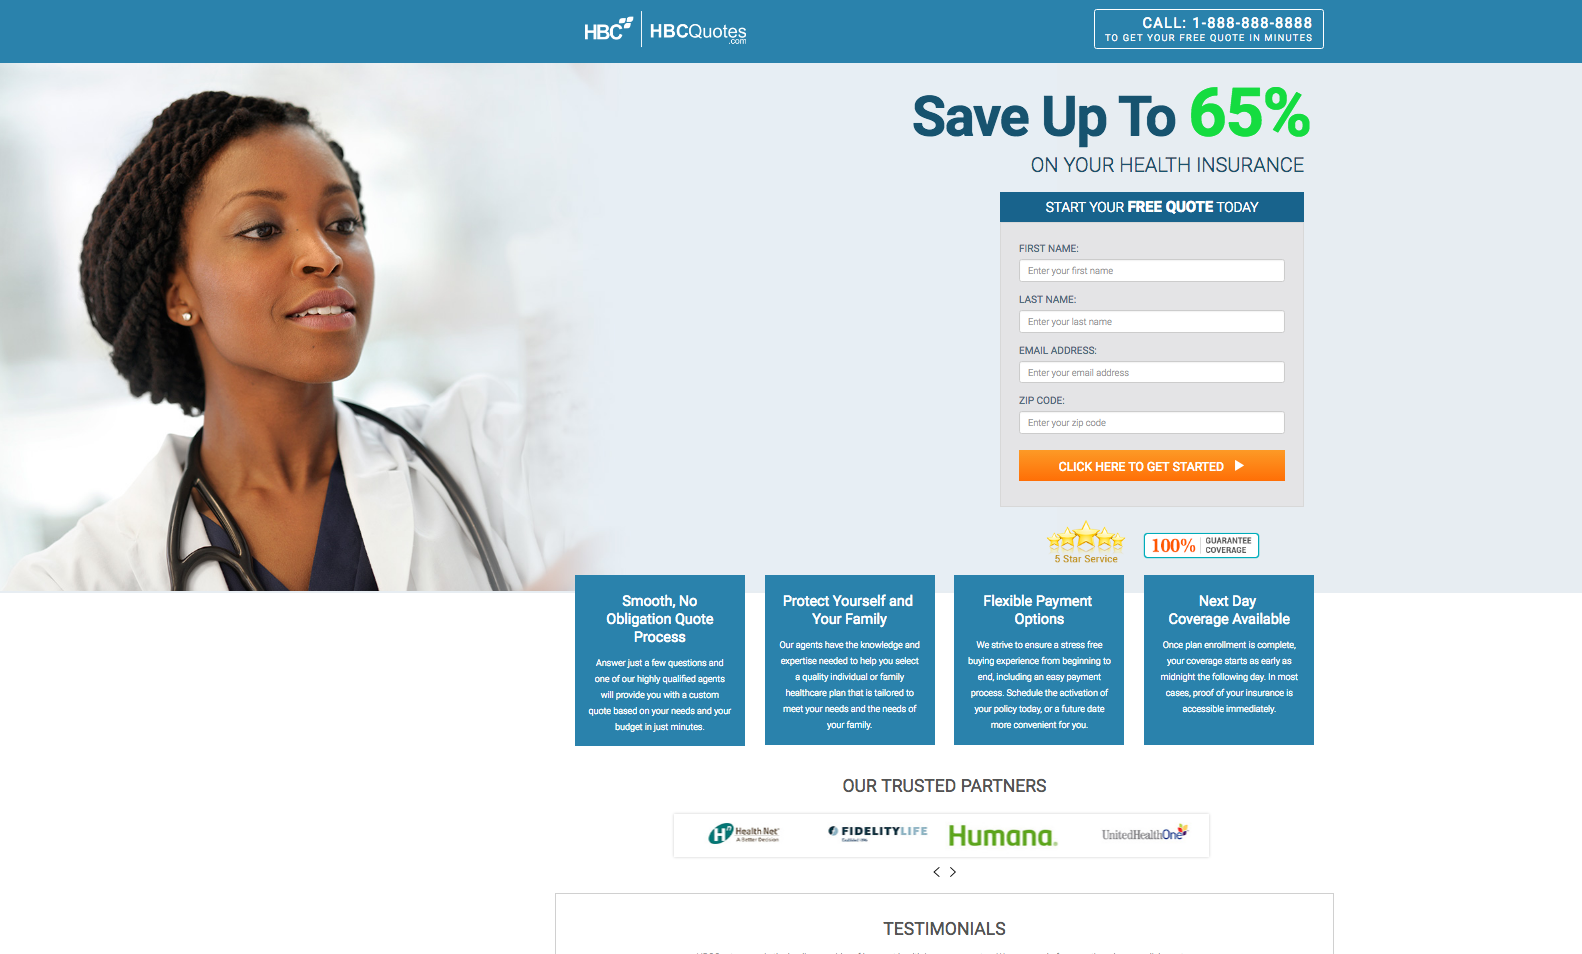 HBC
HBCQuotes
.com
CALL: 1-888-888-8888
TO GET YOUR FREE QUOTE IN MINUTES
Save Up To 65%
ON YOUR HEALTH INSURANCE
START YOUR FREE QUOTE TODAY
FIRST NAME:
Enter your first name
LAST NAME:
Enter your last name
EMAIL ADDRESS:
Enter your email address
ZIP CODE:
Enter your zip code
CLICK HERE TO GET STARTED
5 Star Service
100%
GUARANTEE
COVERAGE
Smooth, No
Obligation Quote
Process
Answer just a few questions and
one of our highly qualified agents
will provide you with a custom
quote based on your needs and your
budget in just minutes.
Protect Yourself and
Your Family
Our agents have the knowledge and
expertise needed to help you select
a quality individual or family
healthcare plan that is tailored to
meet your needs and the needs of
your family.
Flexible Payment
Options
We strive to ensure a stress free
buying experience from beginning to
end, including an easy payment
process. Schedule the activation of
your policy today, or a future date
more convenient for you.
Next Day
Coverage Available
Once plan enrollment is complete,
your coverage starts as early as
midnight the following day. In most
cases, proof of your insurance is
accessible immediately.
OUR TRUSTED PARTNERS
H
Health Net
A Better Decision
FIDELITYLIFE
Established 1896
Humana.
UnitedHealthOne
TESTIMONIALS